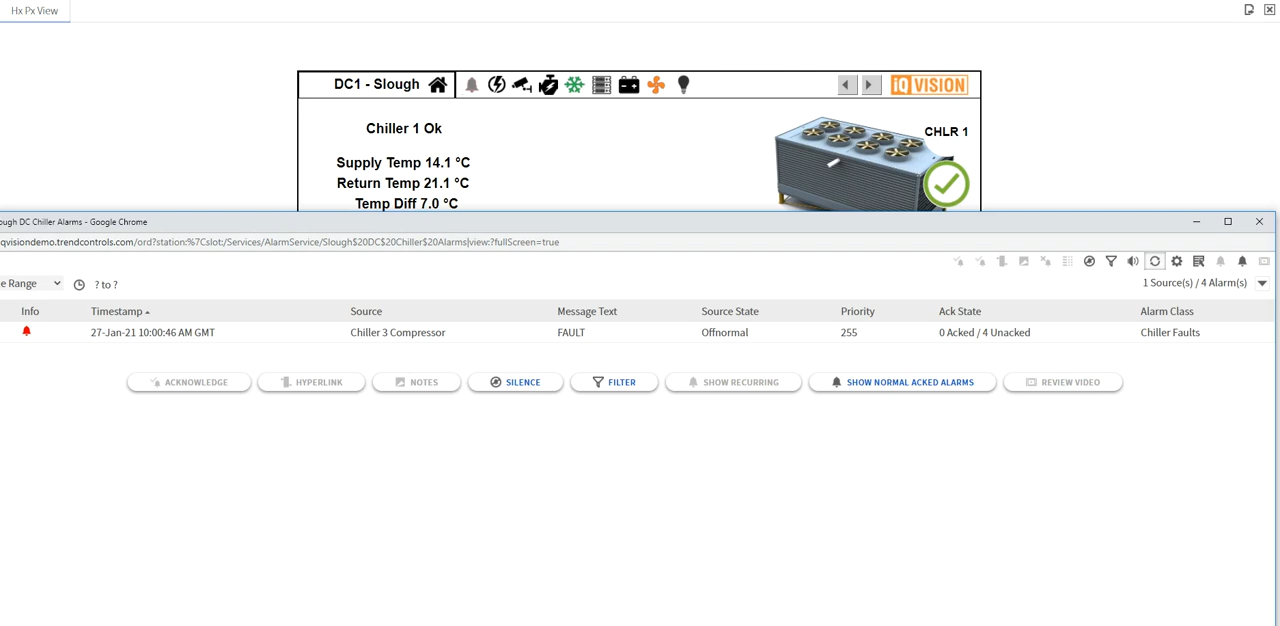 Hx Px View
DC1 - Slough
iQ VISION
Chiller 1 Ok
CHLR 1
Supply Temp 14.1 °C
Return Temp 21.1 °C
Temp Diff 7.0 °C
ough DC Chiller Alarms - Google Chrome
qvisiondemo.trendcontrols.com/ord?station:%7Cslot:/Services/AlarmService/Slough$20DC$20Chiller$20Alarms|view:?fullScreen=true
e Range ? to ? 1 Source(s) / 4 Alarm(s)
Info Timestamp Source Message Text Source State Priority Ack State Alarm Class
27-Jan-21 10:00:46 AM GMT Chiller 3 Compressor FAULT Offnormal 255 0 Acked / 4 Unacked Chiller Faults
ACKNOWLEDGE HYPERLINK NOTES SILENCE FILTER SHOW RECURRING SHOW NORMAL ACKED ALARMS REVIEW VIDEO